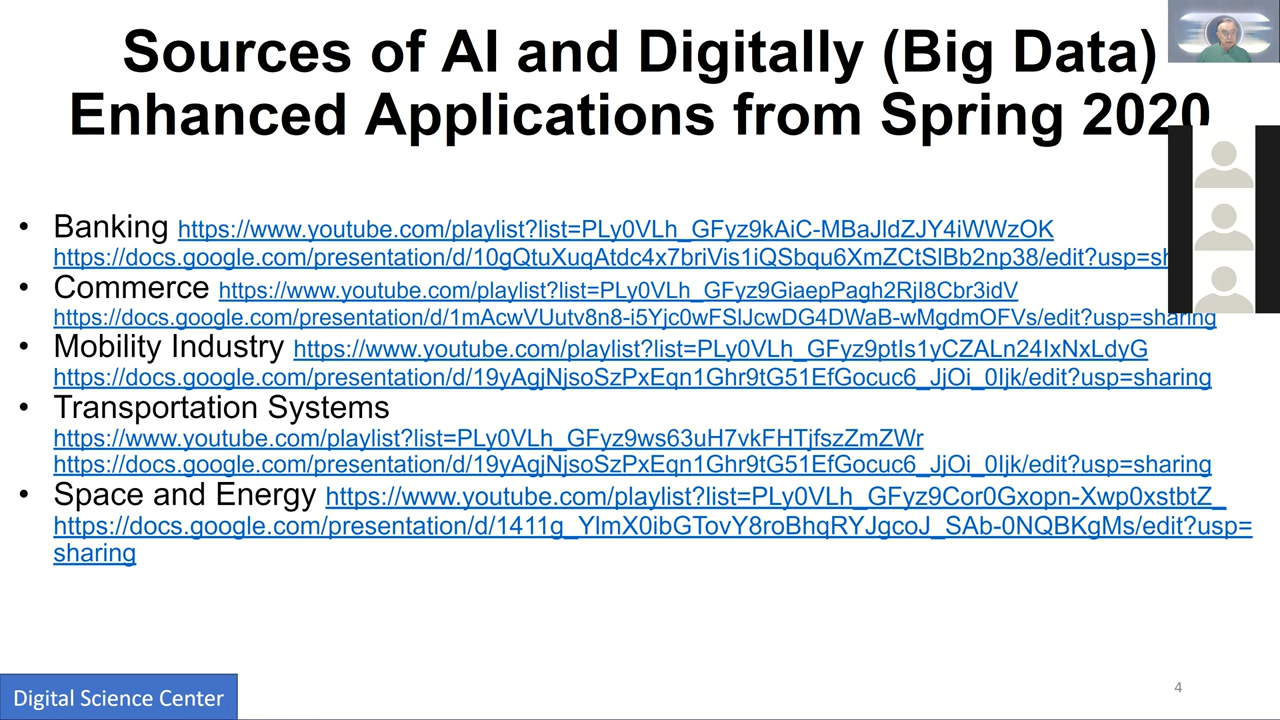 Sources of AI and Digitally (Big Data)
Enhanced Applications from Spring 2020
• Banking https://www.youtube.com/playlist?list=PLy0VLh_GFyz9kAiC-MBaJldZJY4iWWzOK
https://docs.google.com/presentation/d/10gQtuXuqAtdc4x7briVis1iQSbqu6XmZCtSlBb2np38/edit?usp=sh
• Commerce https://www.youtube.com/playlist?list=PLy0VLh_GFyz9GiaepPagh2RjI8Cbr3idV
https://docs.google.com/presentation/d/1mAcwVUutv8n8-i5Yjc0wFSlJcwDG4DWaB-wMgdmOFVs/edit?usp=sharing
• Mobility Industry https://www.youtube.com/playlist?list=PLy0VLh_GFyz9ptIs1yCZALn24IxNxLdyG
https://docs.google.com/presentation/d/19yAgjNjsoSzPxEqn1Ghr9tG51EfGocuc6_JjOi_0Ijk/edit?usp=sharing
• Transportation Systems
https://www.youtube.com/playlist?list=PLy0VLh_GFyz9ws63uH7vkFHTjfszZmZWr
https://docs.google.com/presentation/d/19yAgjNjsoSzPxEqn1Ghr9tG51EfGocuc6_JjOi_0Ijk/edit?usp=sharing
• Space and Energy https://www.youtube.com/playlist?list=PLy0VLh_GFyz9Cor0Gxopn-Xwp0xstbtZ_
https://docs.google.com/presentation/d/1411g_YlmX0ibGTovY8roBhqRYJgcoJ_SAb-0NQBKgMs/edit?usp=
sharing
Digital Science Center
4